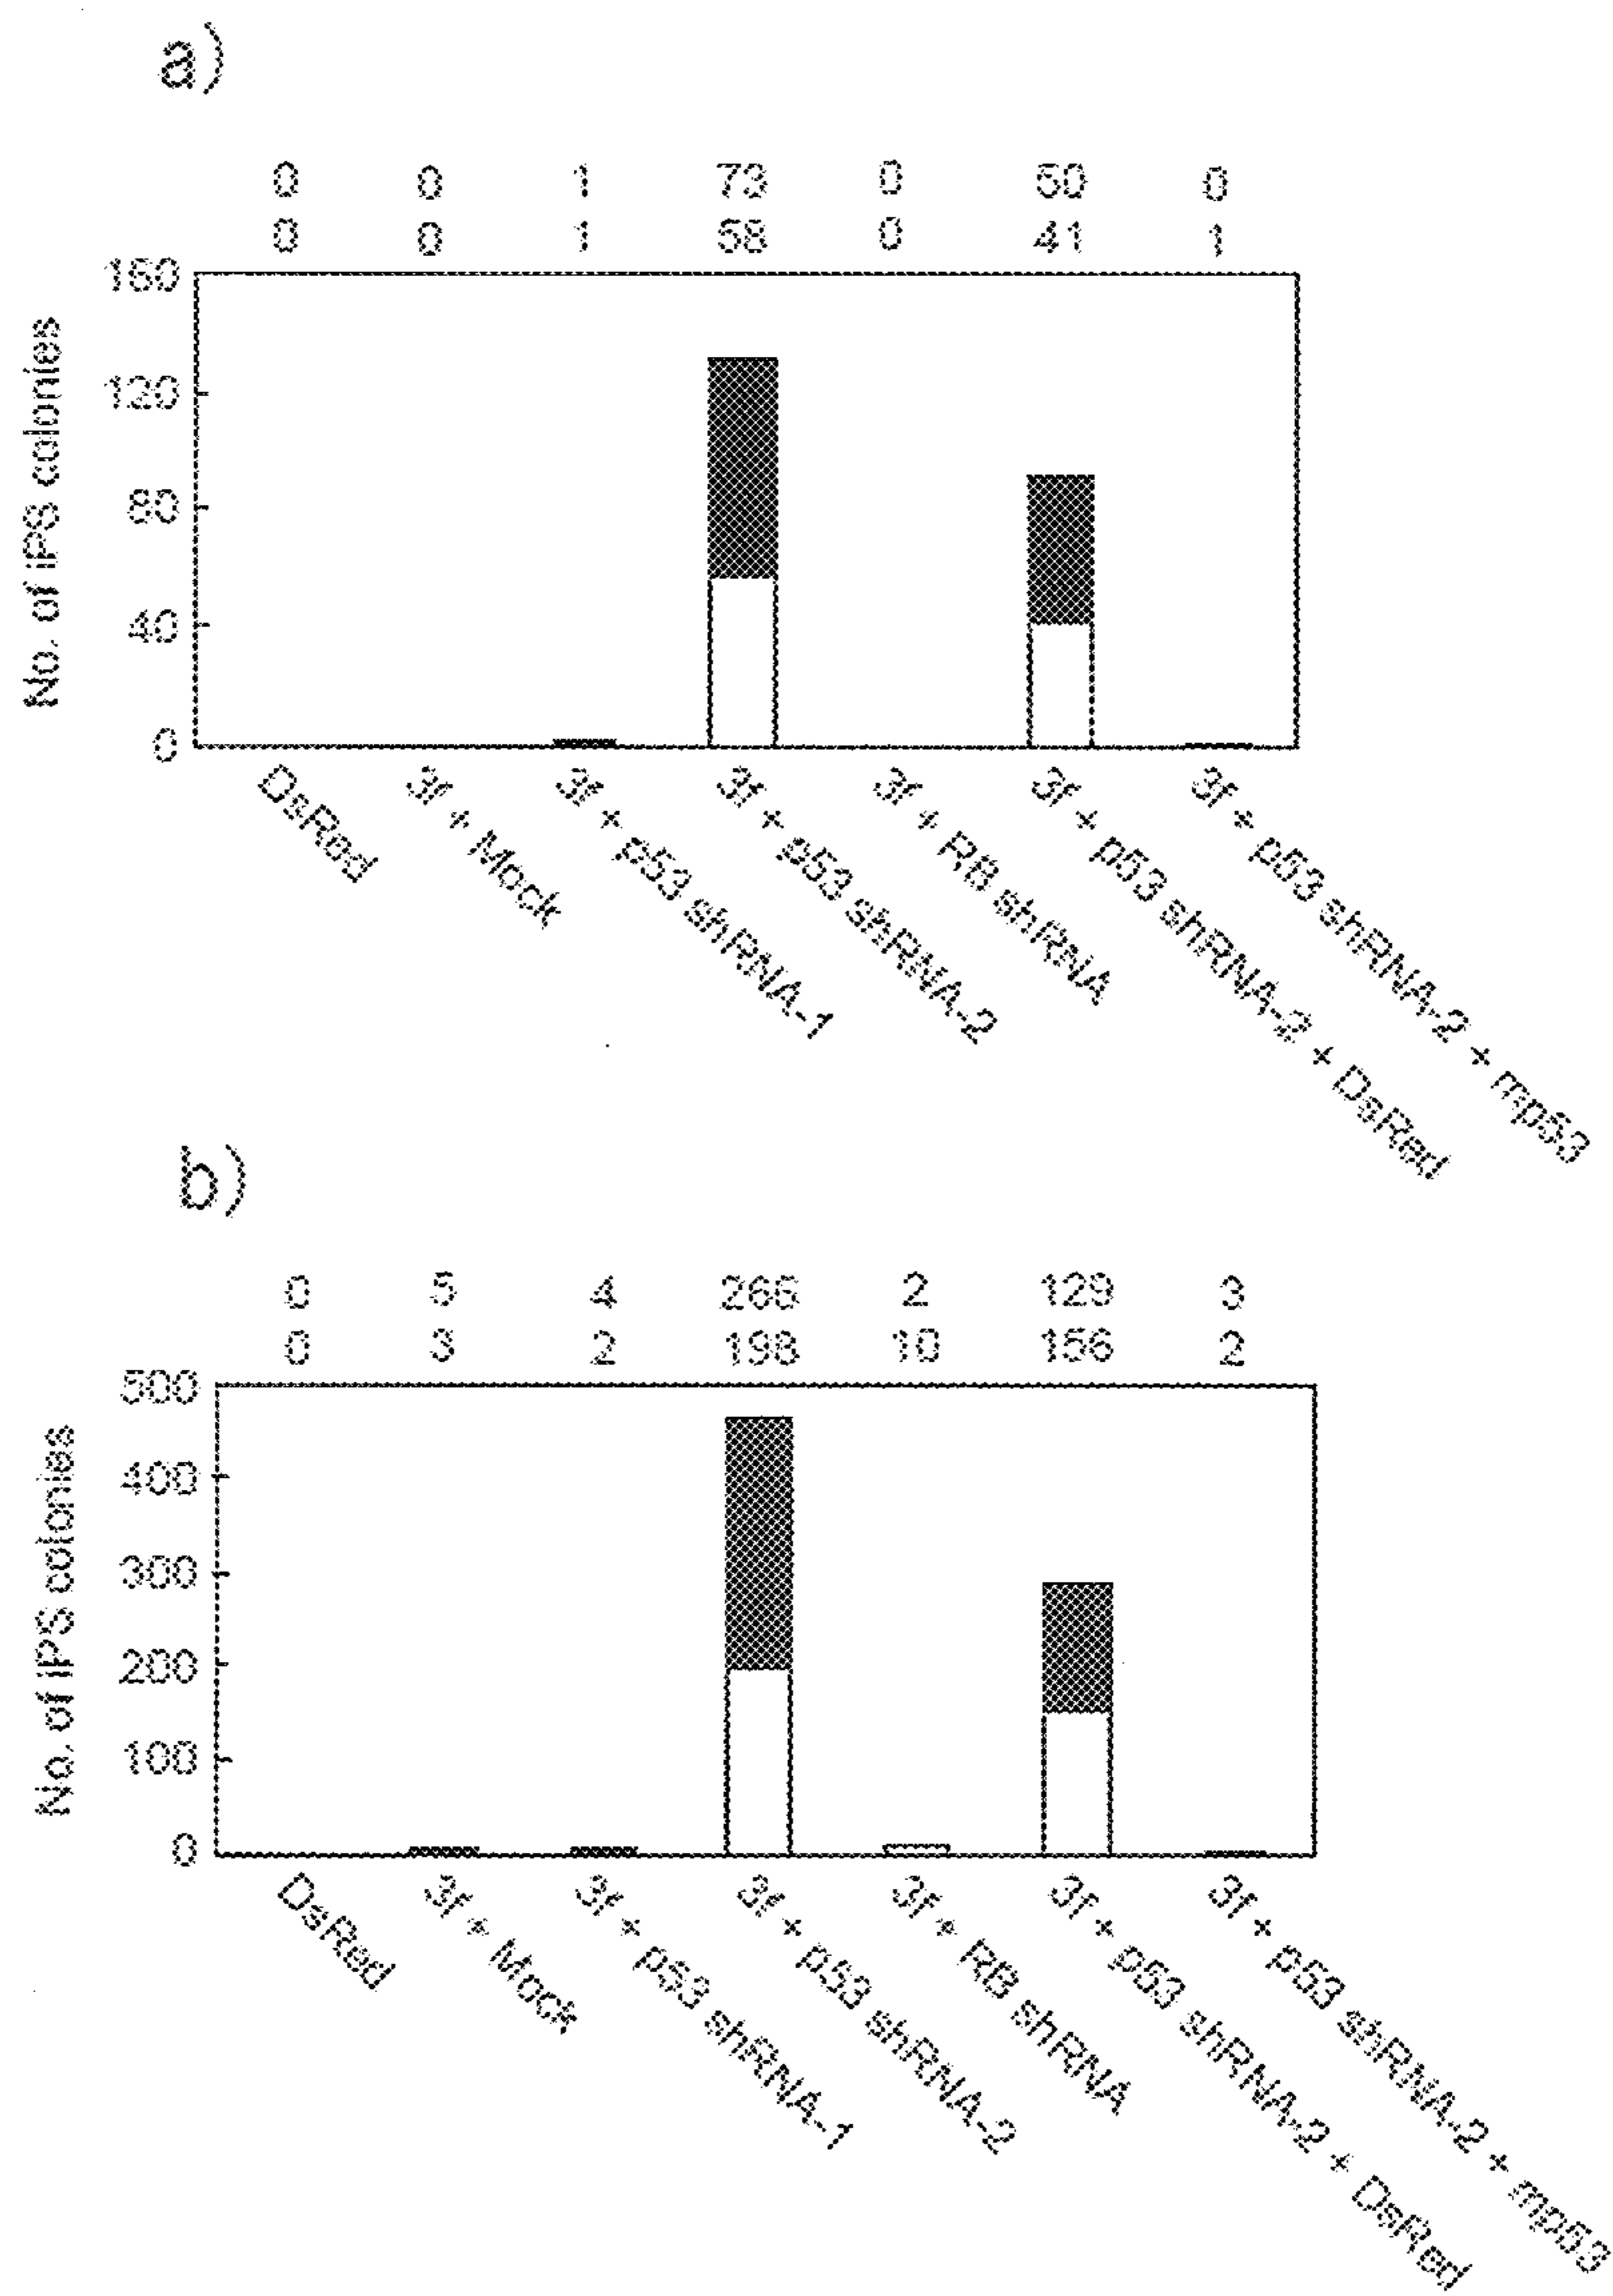 a)
0 0 1 73 0 50 0
0 0 1 58 0 41 1
No. of iPS colonies
160
120
80
40
0
DsRed
3f + Mock
3f + p53 shRNA-1
3f + p53 shRNA-2
3f + RB shRNA
3f + p53 shRNA-2 + DsRed
3f + p53 shRNA-2 + mp53
b)
0 5 4 265 2 129 3
0 3 2 198 10 156 2
No. of iPS colonies
500
400
300
200
100
0
DsRed
3f + Mock
3f + p53 shRNA-1
3f + p53 shRNA-2
3f + RB shRNA
3f + p53 shRNA-2 + DsRed
3f + p53 shRNA-2 + mp53